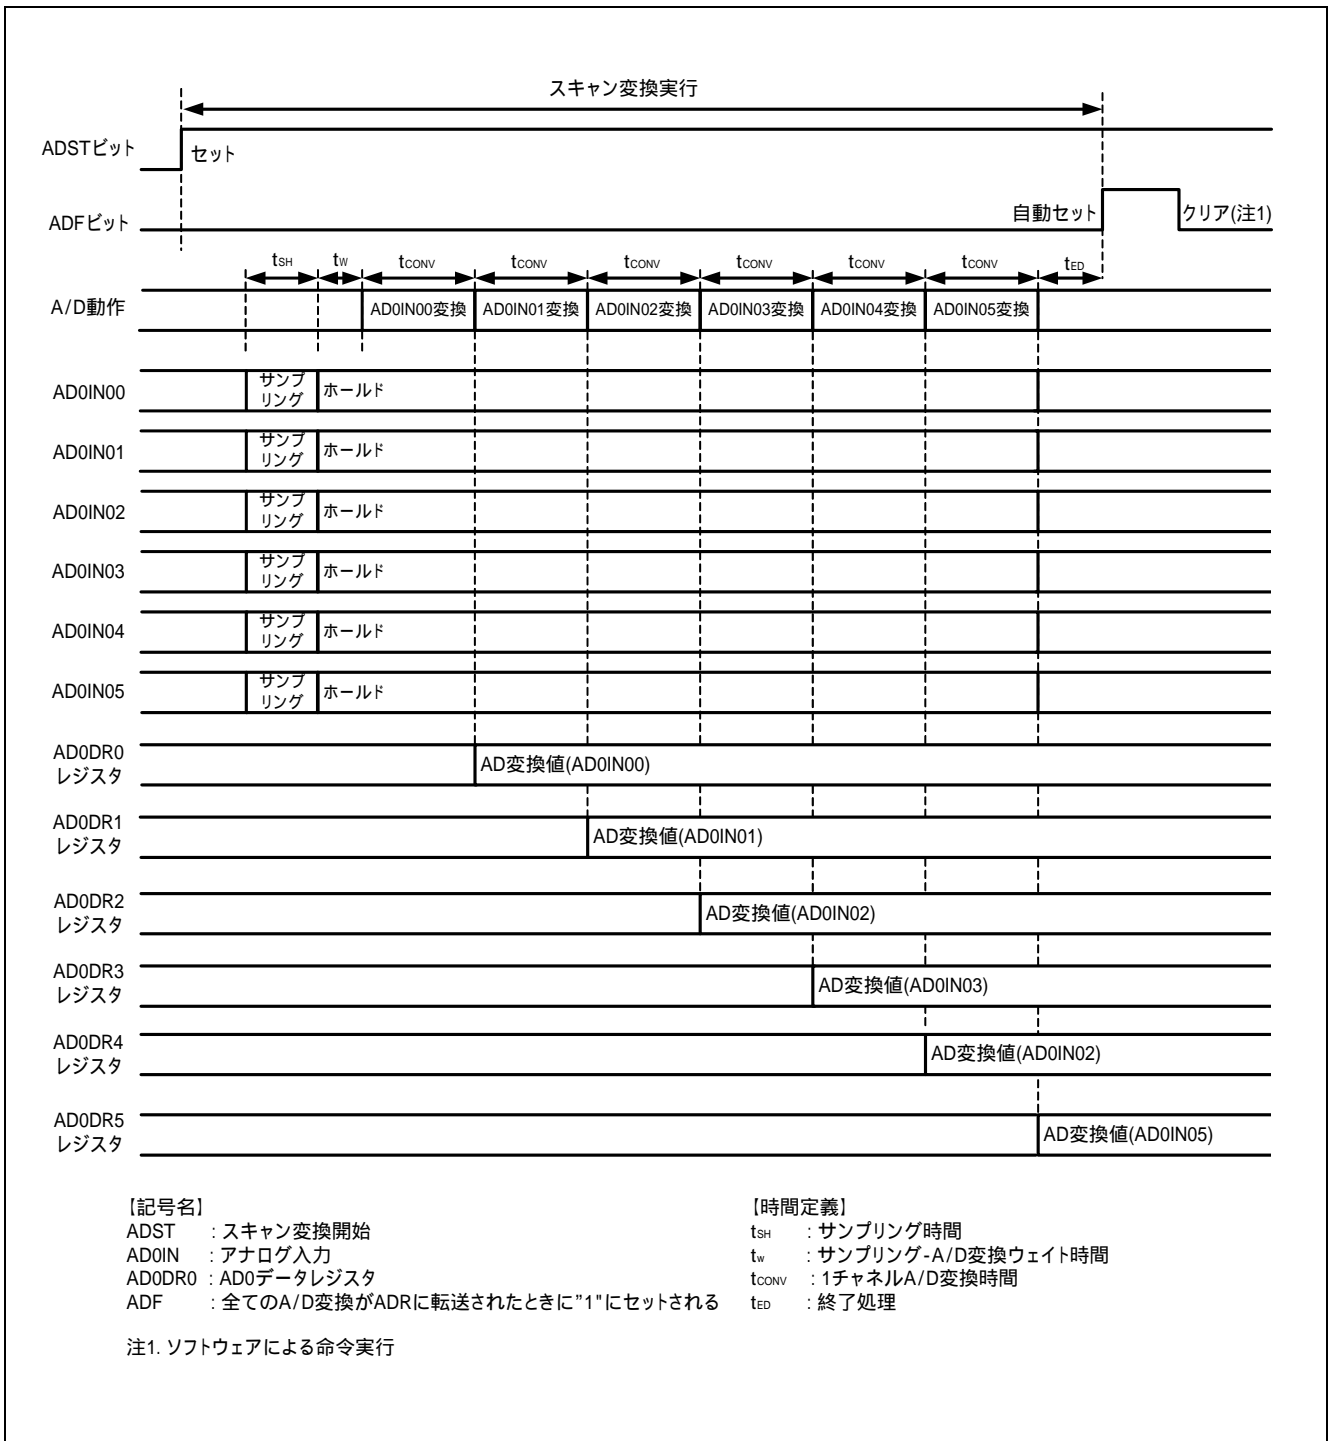 スキャン変換実行
ADSTビット
セット
ADFビット
自動セット
クリア(注1)
tSH tW tCONV tCONV tCONV tCONV tCONV tCONV tED
A/D動作
AD0IN00変換 AD0IN01変換 AD0IN02変換 AD0IN03変換 AD0IN04変換 AD0IN05変換
AD0IN00
サンプ
リング
ホールド
AD0IN01
サンプ
リング
ホールド
AD0IN02
サンプ
リング
ホールド
AD0IN03
サンプ
リング
ホールド
AD0IN04
サンプ
リング
ホールド
AD0IN05
サンプ
リング
ホールド
AD0DR0
レジスタ
AD変換値(AD0IN00)
AD0DR1
レジスタ
AD変換値(AD0IN01)
AD0DR2
レジスタ
AD変換値(AD0IN02)
AD0DR3
レジスタ
AD変換値(AD0IN03)
AD0DR4
レジスタ
AD変換値(AD0IN02)
AD0DR5
レジスタ
AD変換値(AD0IN05)
【記号名】
ADST : スキャン変換開始
AD0IN : アナログ入力
AD0DR0 : AD0データレジスタ
ADF : 全てのA/D変換がADRに転送されたときに”1"にセットされる
【時間定義】
tSH : サンプリング時間
tw : サンプリング-A/D変換ウェイト時間
tCONV : 1チャネルA/D変換時間
tED : 終了処理
注1. ソフトウェアによる命令実行